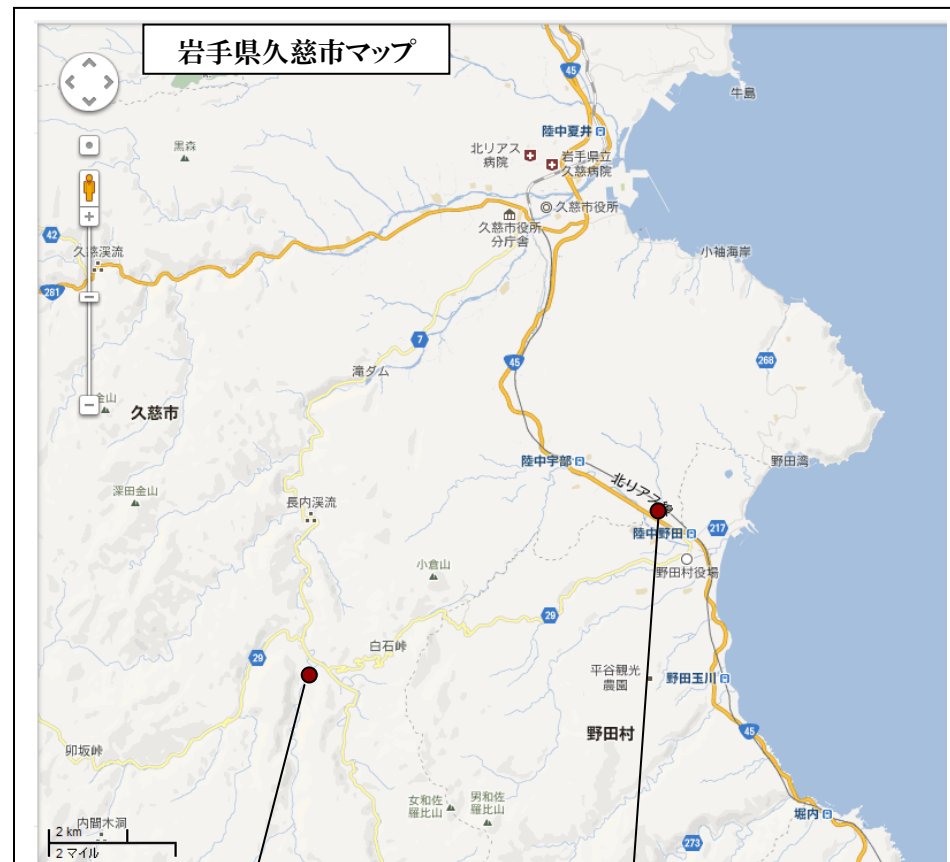 岩手県久慈市マップ
45
牛島
陸中夏井
黒森
北リアス
病院
岩手県立
久慈病院
久慈市役所
久慈市役所
分庁舎
42
久慈渓流
小袖海岸
281
7
45
268
滝ダム
金山
久慈市
陸中宇部
野田湾
北リアス線
深田金山
長内渓流
217
陸中野田
野田村役場
小倉山
29
白石峠
29
平谷観光
農園
野田玉川
野田村
45
卯坂峠
女和佐
羅比山
男和佐
羅比山
堀内
内間木洞
273
2 km
2 マイル